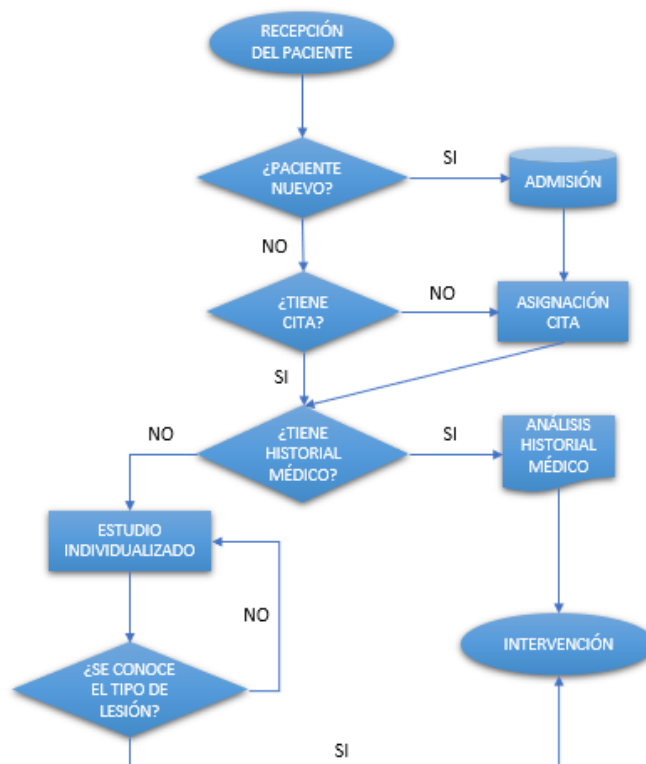 RECEPCIÓN
DEL PACIENTE
¿PACIENTE
NUEVO?
SI
ADMISIÓN
NO
¿TIENE
CITA?
NO
ASIGNACIÓN
CITA
SI
¿TIENE
HISTORIAL
MÉDICO?
NO
SI
ANÁLISIS
HISTORIAL
MÉDICO
ESTUDIO
INDIVIDUALIZADO
NO
¿SE CONOCE
EL TIPO DE
LESIÓN?
INTERVENCIÓN
SI